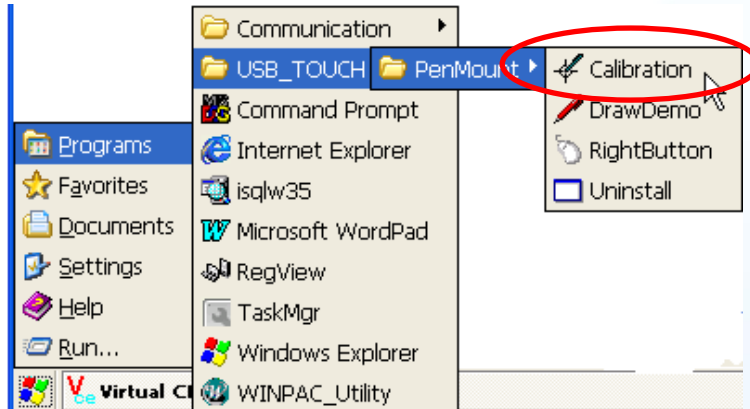 Communication
USB_TOUCH
Command Prompt
Internet Explorer
isqlw35
Microsoft WordPad
RegView
TaskMgr
Windows Explorer
WINPAC_Utility
PenMount
Calibration
DrawDemo
RightButton
Uninstall
Programs
Favorites
Documents
Settings
Help
Run...
Virtual